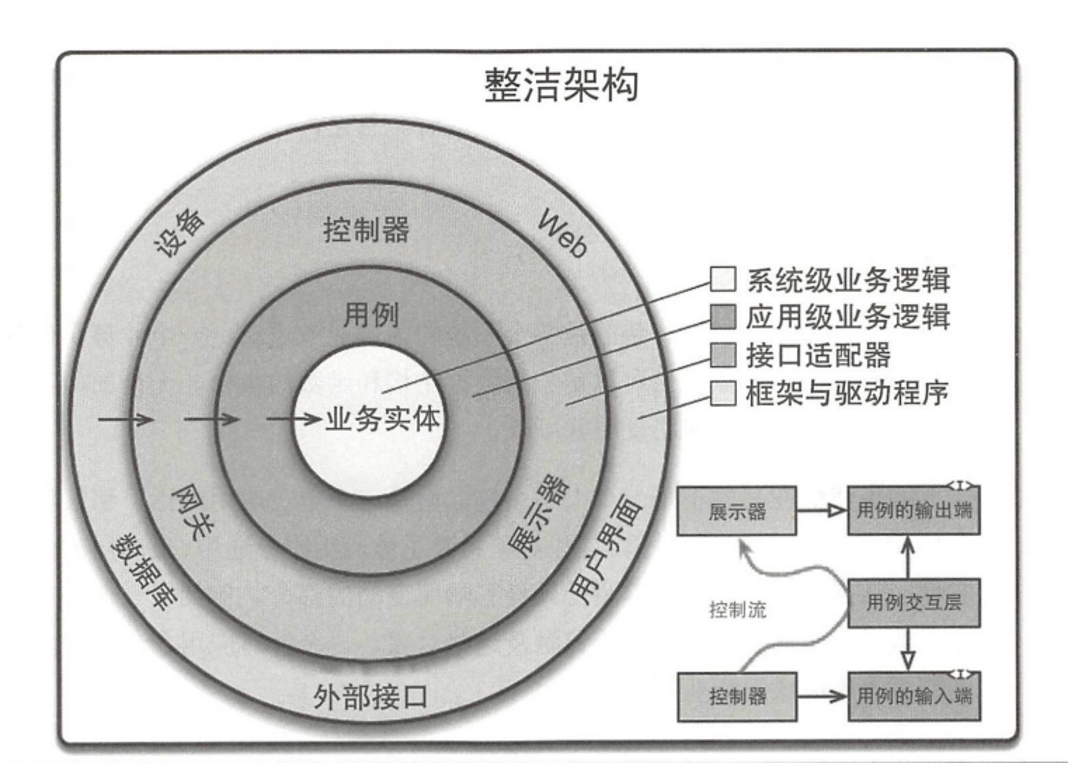 整洁架构
设备
控制器
Web
用例
业务实体
网关
展示器
数据库
用户界面
外部接口
系统级业务逻辑
应用级业务逻辑
接口适配器
框架与驱动程序
展示器
用例的输出端
<I>
控制流
用例交互层
控制器
用例的输入端
<I>